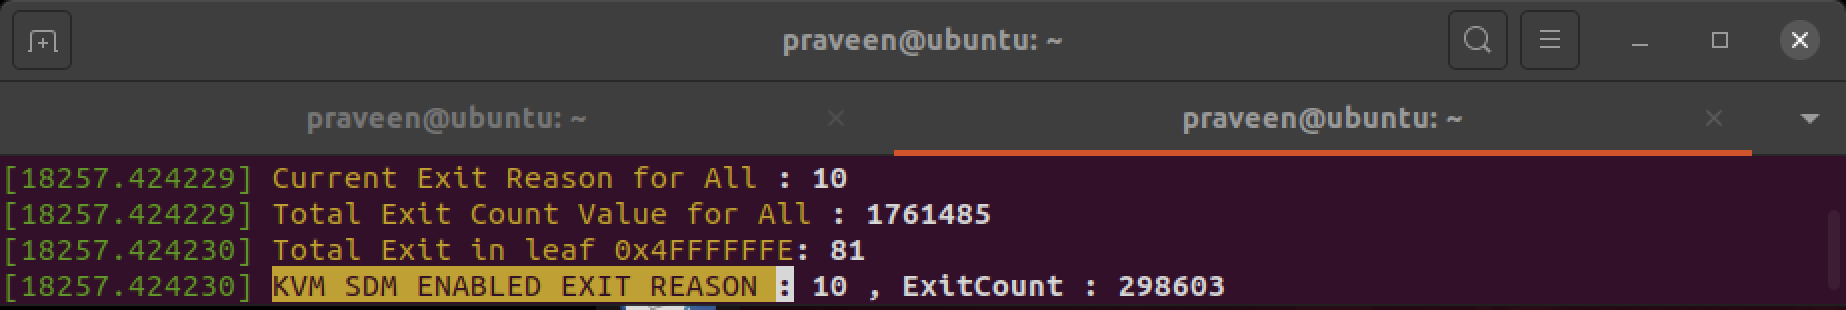 praveen@ubuntu: ~
praveen@ubuntu: ~
praveen@ubuntu: ~
[18257.424229] Current Exit Reason for All : 10
[18257.424229] Total Exit Count Value for All : 1761485
[18257.424230] Total Exit in leaf 0x4FFFFFFE: 81
[18257.424230] KVM SDM ENABLED EXIT REASON : 10 , ExitCount : 298603